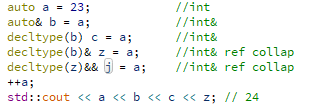 auto a = 23; //int
auto& b = a; //int&
decltype(b) c = a; //int&
decltype(b)& z = a; //int& ref collap
decltype(z)&& j = a; //int& ref collap
++a;
std::cout << a << b << c << z; // 24